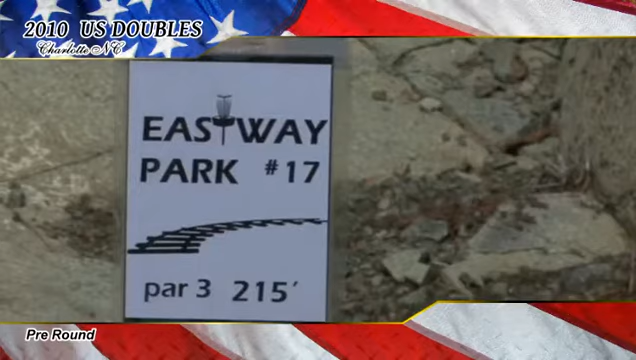 2010 US DOUBLES
Charlotte NC
EASTWAY
PARK #17
par 3 215'
Pre Round